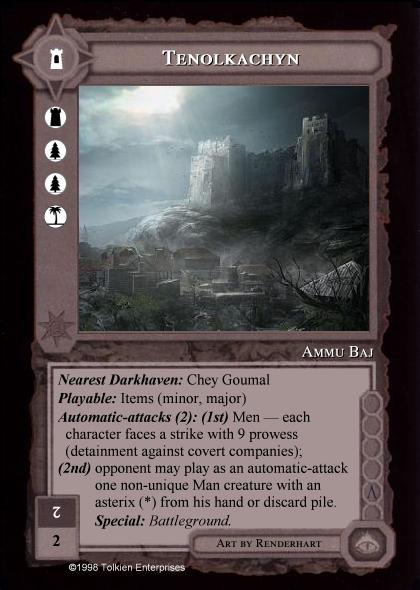 Tenolkachyn
Ammu Baj
Nearest Darkhaven: Chey Goumal
Playable: Items (minor, major)
Automatic-attacks (2): (1st) Men — each
character faces a strike with 9 prowess
(detainment against covert companies);
(2nd) opponent may play as an automatic-attack
one non-unique Man creature with an
asterix (*) from his hand or discard pile.
Special: Battleground.
2
2
Art by Renderhart
©1998 Tolkien Enterprises